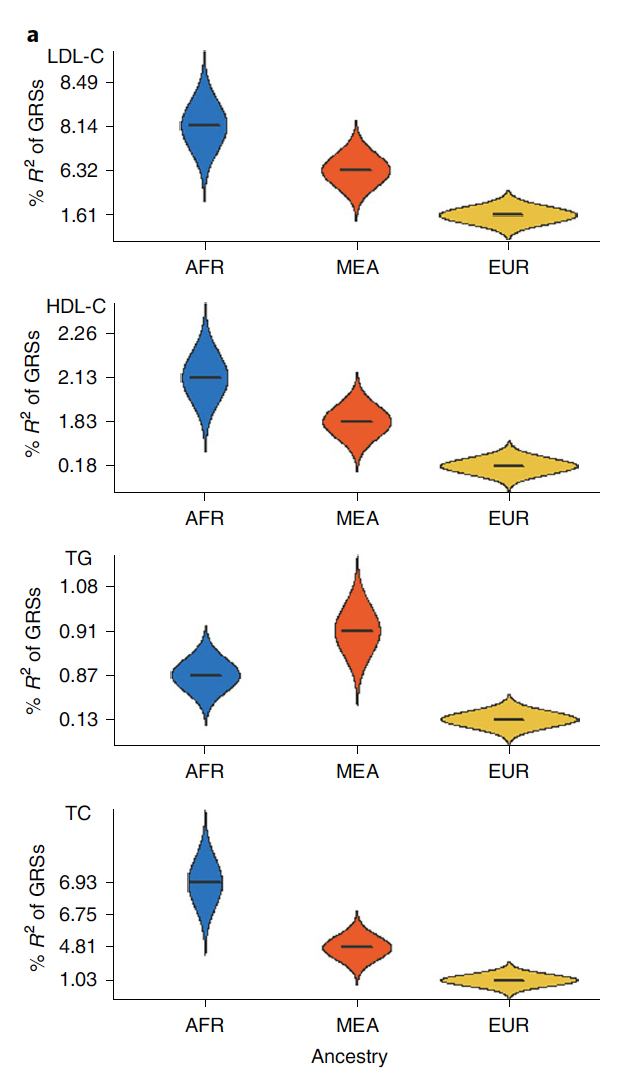 a
LDL-C
% R² of GRSs
8.49
8.14
6.32
1.61
AFR MEA EUR
HDL-C
% R² of GRSs
2.26
2.13
1.83
0.18
AFR MEA EUR
TG
% R² of GRSs
1.08
0.91
0.87
0.13
AFR MEA EUR
TC
% R² of GRSs
6.93
6.75
4.81
1.03
AFR MEA EUR
Ancestry